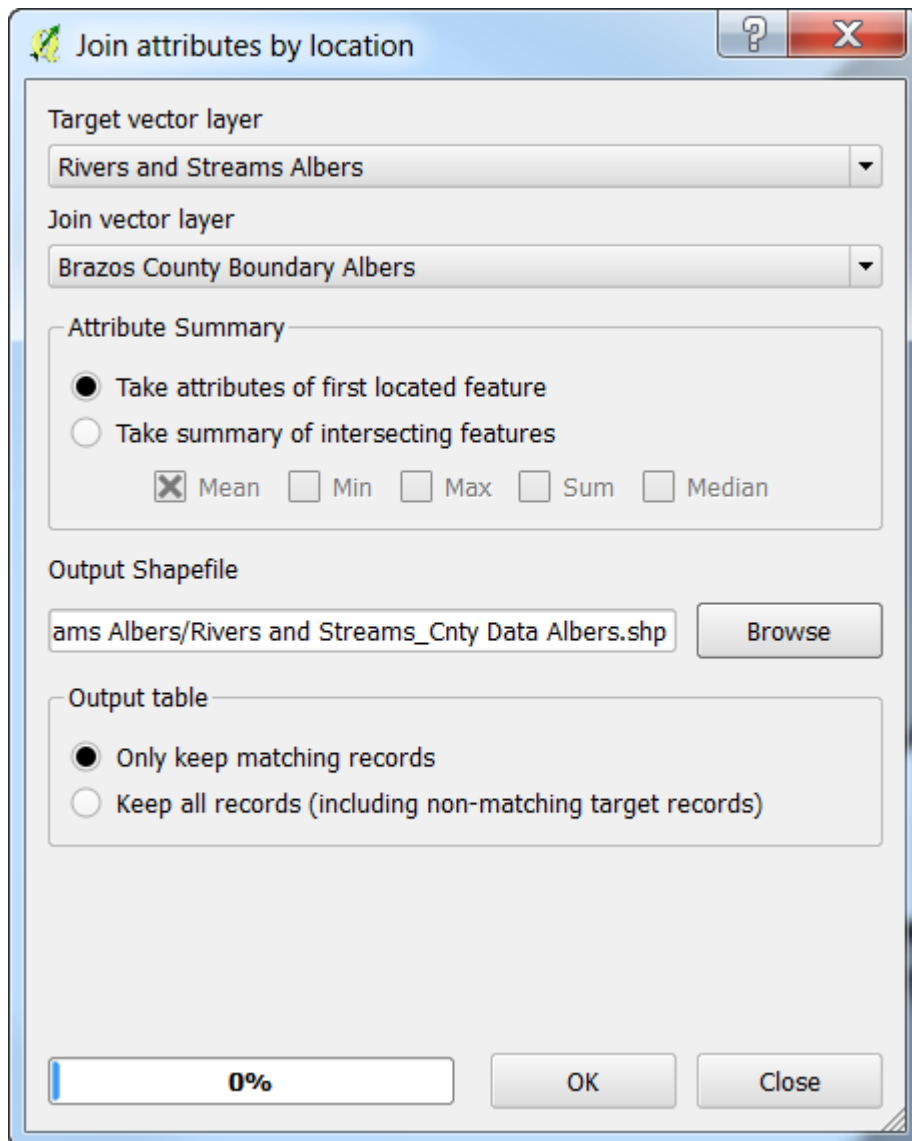 Join attributes by location
Target vector layer
Rivers and Streams Albers
Join vector layer
Brazos County Boundary Albers
Attribute Summary
Take attributes of first located feature
Take summary of intersecting features
Mean Min Max Sum Median
Output Shapefile
ams Albers/Rivers and Streams_Cnty Data Albers.shp Browse
Output table
Only keep matching records
Keep all records (including non-matching target records)
0% OK Close